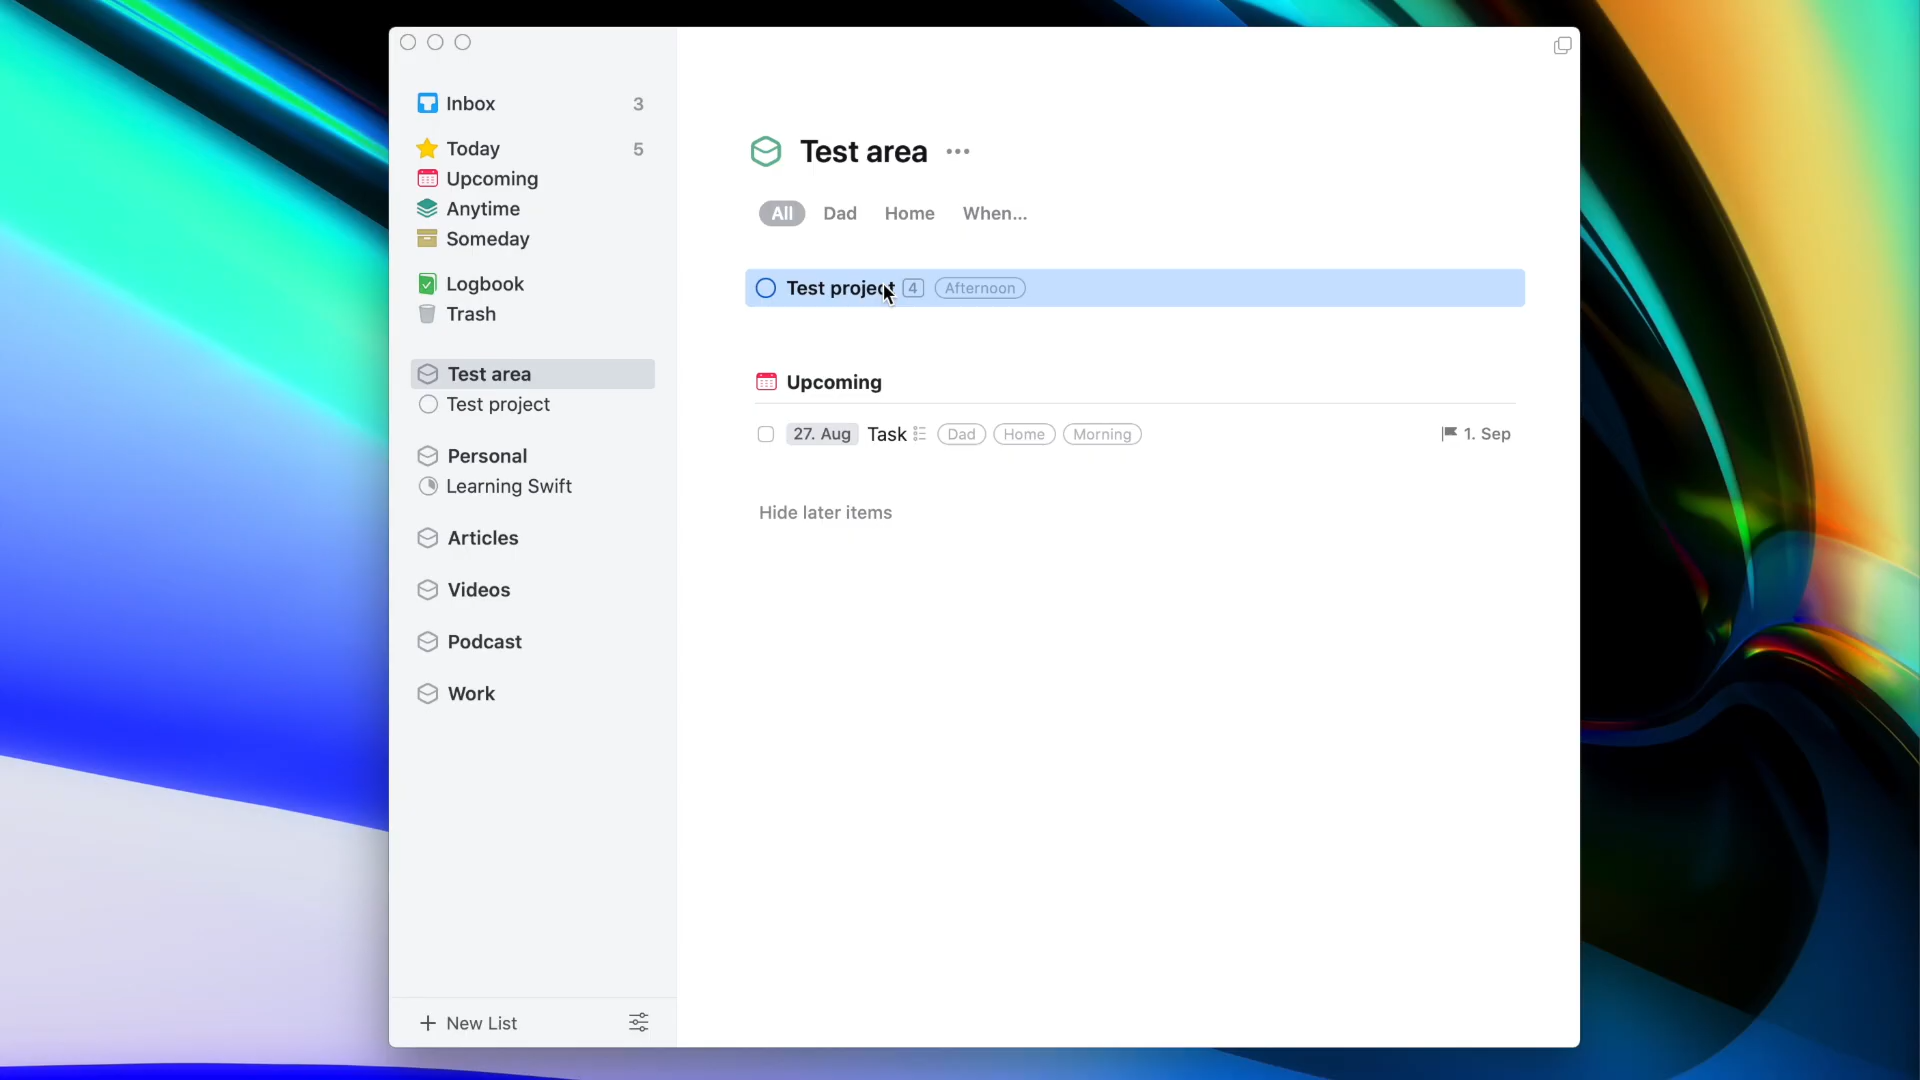 Inbox 3
Today 5
Upcoming
Anytime
Someday
Logbook
Trash
Test area
Test project
Personal
Learning Swift
Articles
Videos
Podcast
Work
+ New List
Test area ...
All Dad Home When...
Test project 4 Afternoon
Upcoming
27. Aug Task Dad Home Morning 1. Sep
Hide later items